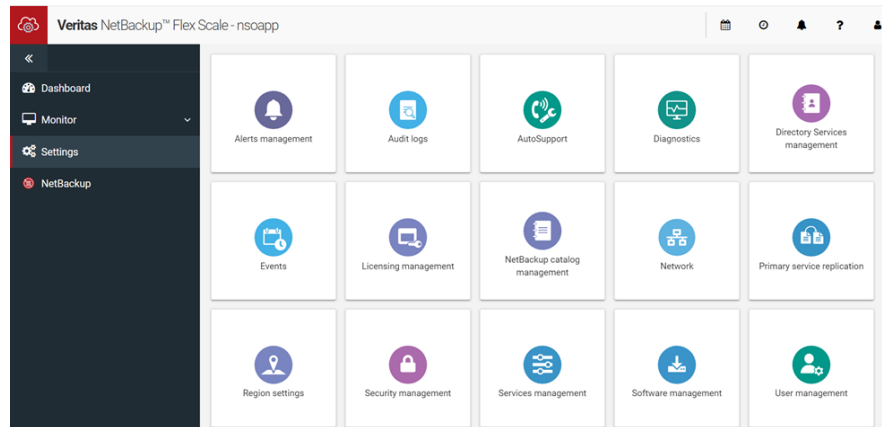 Veritas NetBackup™ Flex Scale - nsoapp
?
«
Dashboard
Monitor
Settings
NetBackup
Alerts management
Audit logs
AutoSupport
Diagnostics
Directory Services
management
Events
Licensing management
NetBackup catalog
management
Network
Primary service replication
Region settings
Security management
Services management
Software management
User management